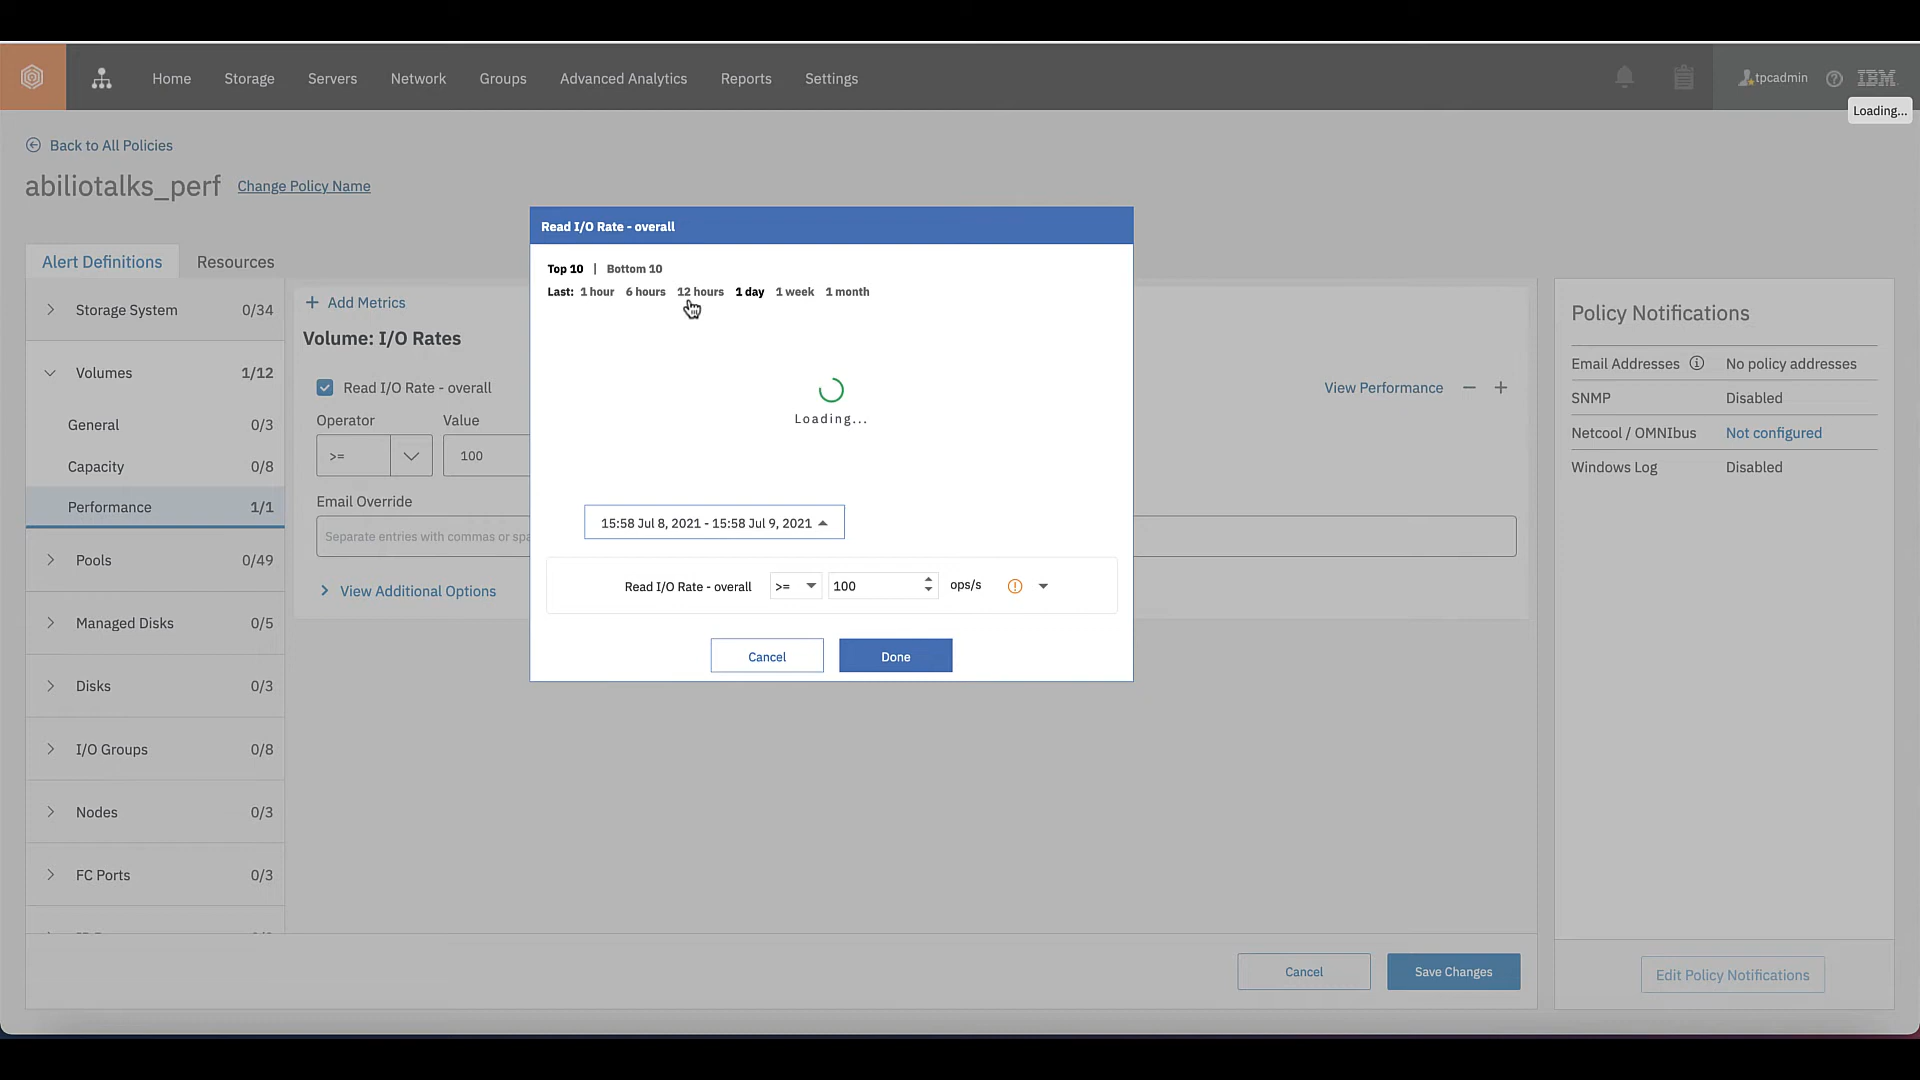 Home Storage Servers Network Groups Advanced Analytics Reports Settings tpcadmin IBM
Loading...
Back to All Policies
abiliotalks_perf Change Policy Name
Alert Definitions Resources
Storage System 0/34
Volumes 1/12
General 0/3
Capacity 0/8
Performance 1/1
Pools 0/49
Managed Disks 0/5
Disks 0/3
I/O Groups 0/8
Nodes 0/3
FC Ports 0/3
+ Add Metrics
Volume: I/O Rates
Read I/O Rate - overall View Performance
Operator Value
>= 100
Email Override
Separate entries with commas or spa
View Additional Options
Read I/O Rate - overall
Top 10 | Bottom 10
Last: 1 hour 6 hours 12 hours 1 day 1 week 1 month
Loading...
15:58 Jul 8, 2021 - 15:58 Jul 9, 2021
Read I/O Rate - overall >= 100 ops/s
Cancel Done
Cancel Save Changes
Policy Notifications
Email Addresses No policy addresses
SNMP Disabled
Netcool / OMNIbus Not configured
Windows Log Disabled
Edit Policy Notifications